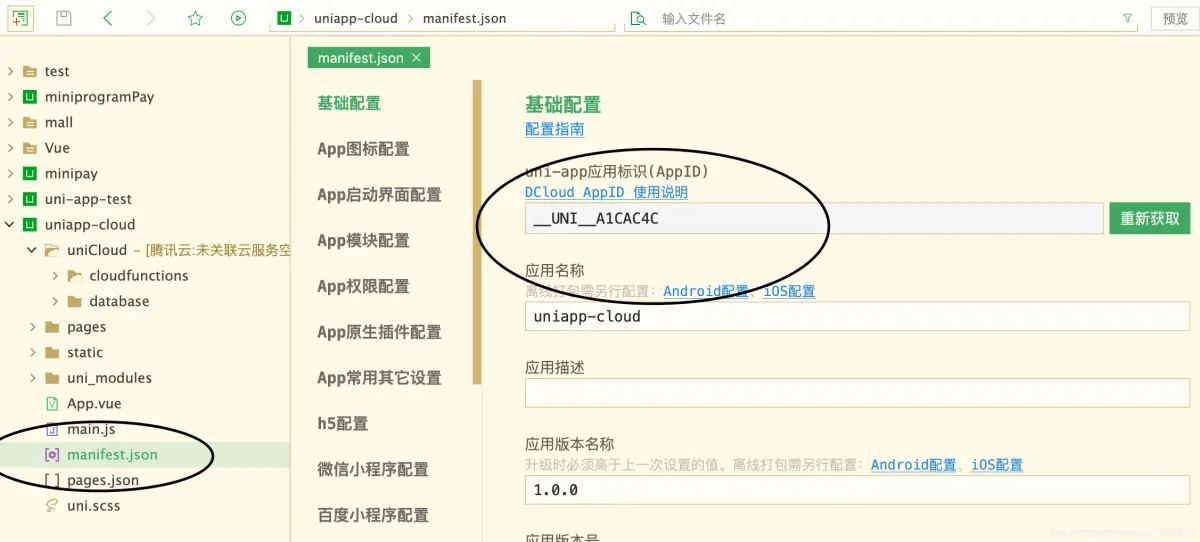 uniapp-cloud
manifest.json
输入文件名
预览
test
miniprogramPay
mall
Vue
minipay
uni-app-test
uniapp-cloud
uniCloud - [腾讯云:未关联云服务空
cloudfunctions
database
pages
static
uni_modules
App.vue
main.js
manifest.json
pages.json
uni.scss
manifest.json
基础配置
App图标配置
App启动界面配置
App模块配置
App权限配置
App原生插件配置
App常用其它设置
h5配置
微信小程序配置
百度小程序配置
基础配置
配置指南
uni-app应用标识(AppID)
DCloud AppID 使用说明
__UNI__A1CAC4C
重新获取
应用名称
离线打包需另行配置：Android配置、iOS配置
uniapp-cloud
应用描述
应用版本名称
升级时必须高于上一次设置的值。离线打包需另行配置：Android配置、iOS配置
1.0.0
应用版本号